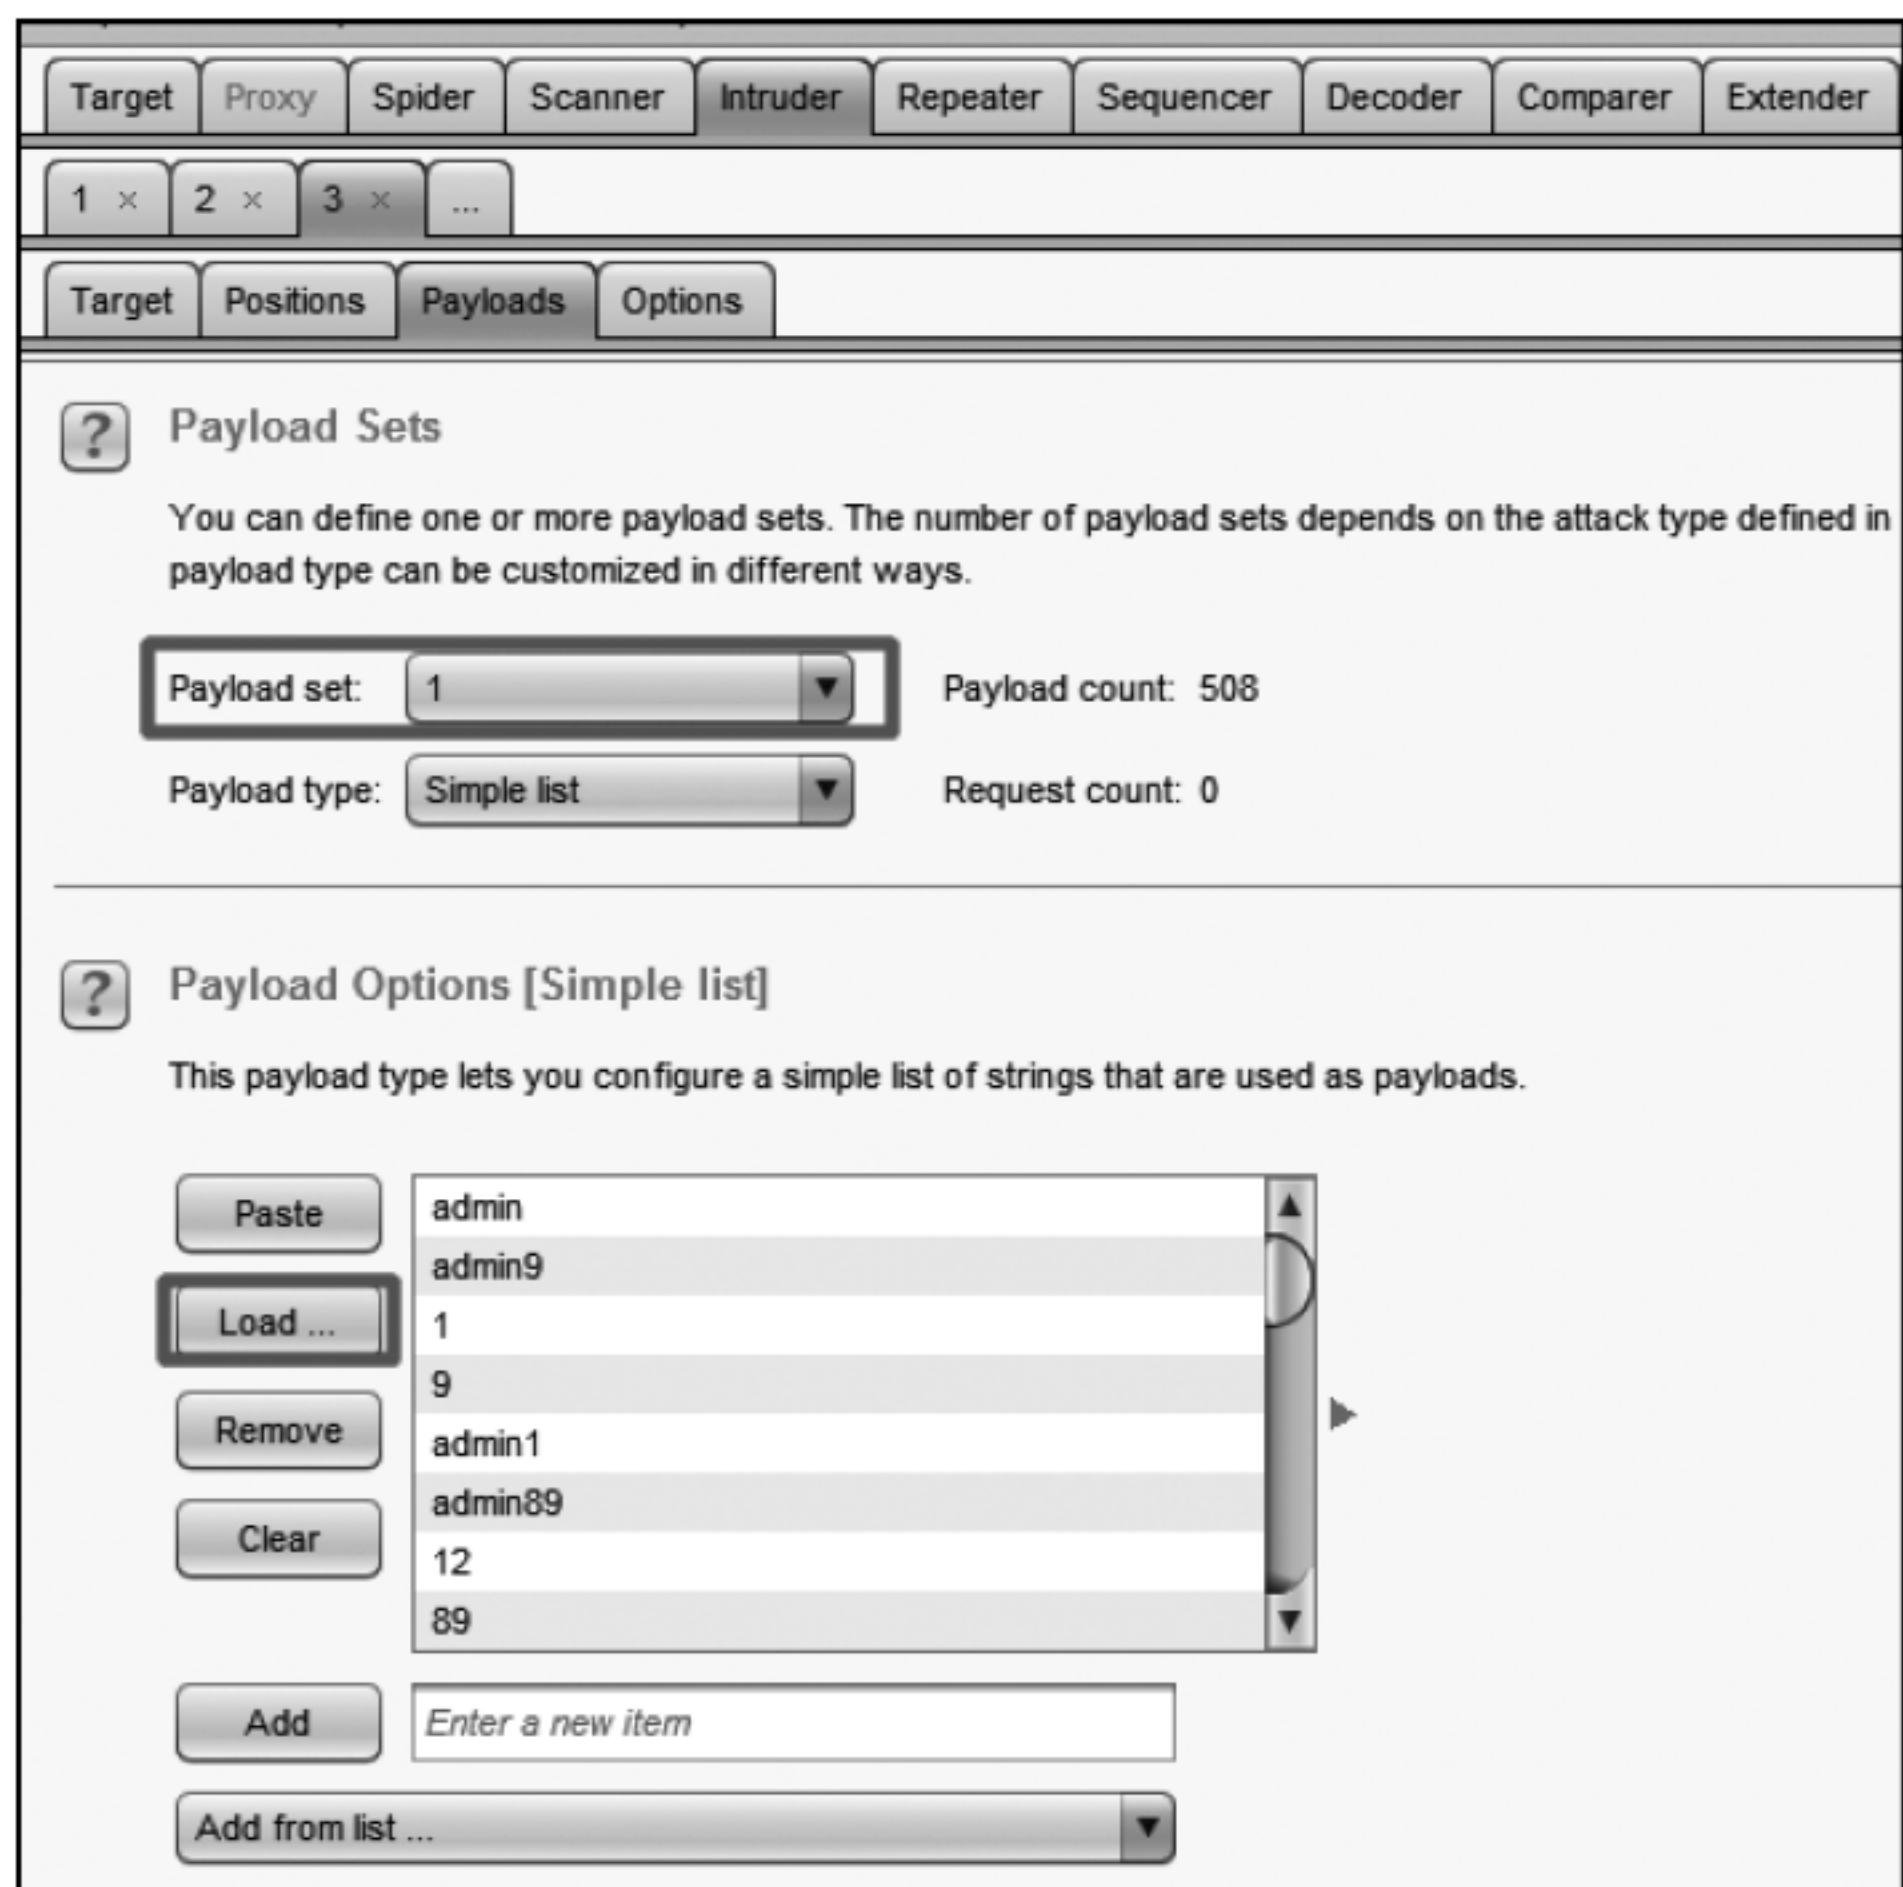 Target Proxy Spider Scanner Intruder Repeater Sequencer Decoder Comparer Extender
1 × 2 × 3 × ...
Target Positions Payloads Options
? Payload Sets
You can define one or more payload sets. The number of payload sets depends on the attack type defined in
payload type can be customized in different ways.
Payload set: 1 Payload count: 508
Payload type: Simple list Request count: 0
? Payload Options [Simple list]
This payload type lets you configure a simple list of strings that are used as payloads.
Paste
Load ...
Remove
Clear
admin
admin9
1
9
admin1
admin89
12
89
Add Enter a new item
Add from list ...